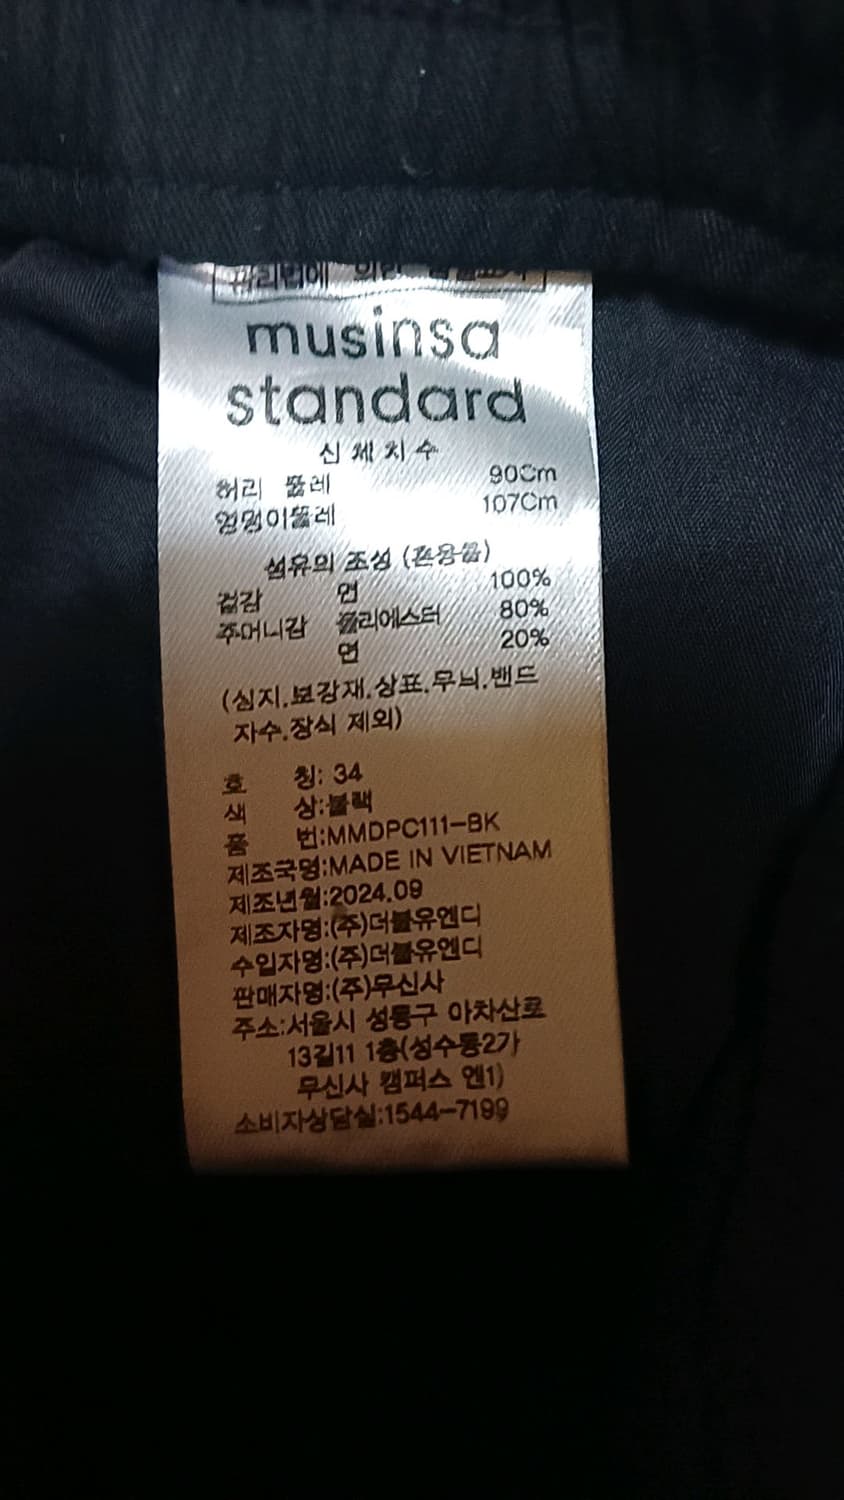 musinsa
standard
신체치수
허리 둘레 90Cm
엉덩이둘레 107Cm
섬유의 조성 (혼용율)
겉감 면 100%
주머니감 폴리에스터 80%
면 20%
(심지.보강재.상표.무늬.밴드
자수.장식 제외)
호 칭: 34
색 상:블랙
품 번:MMDPC111-BK
제조국명:MADE IN VIETNAM
제조년월:2024.09
제조자명:(주)더블유엔디
수입자명:(주)더블유엔디
판매자명:(주)무신사
주소:서울시 성동구 아차산로
13길11 1층(성수동2가
무신사 캠퍼스 엔1)
소비자상담실:1544-7199